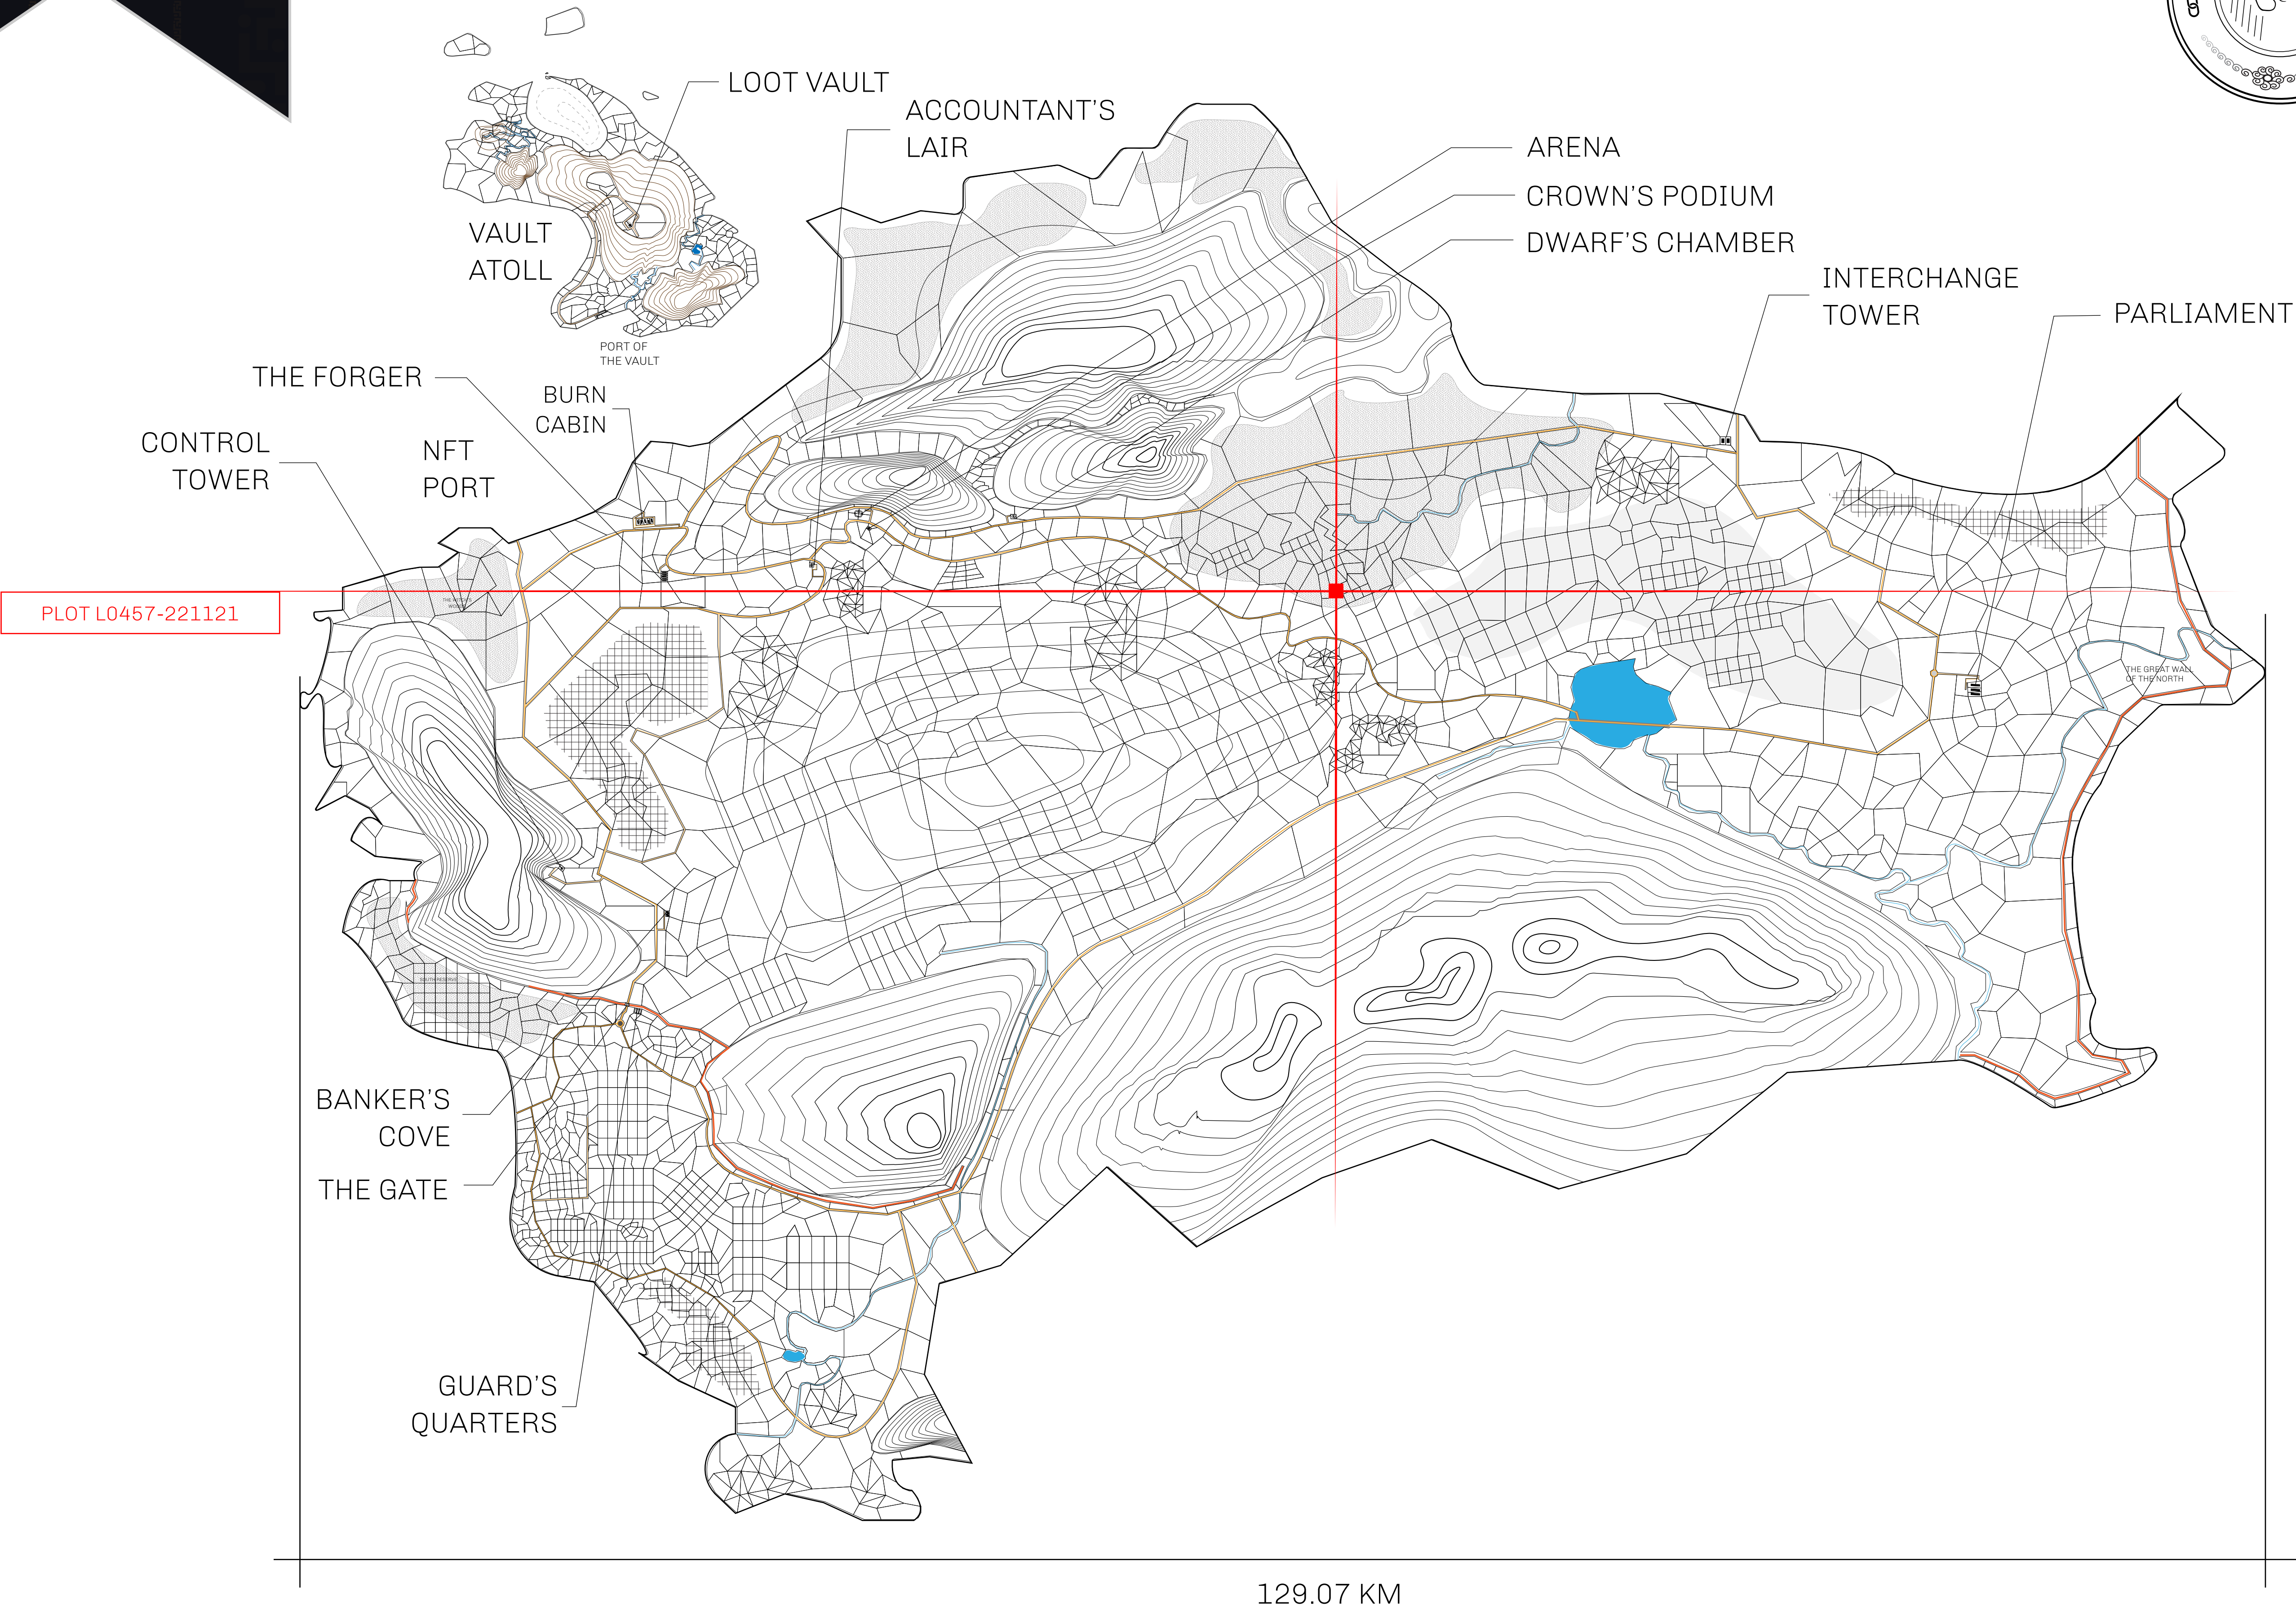 LOOT VAULT
ACCOUNTANT'S
LAIR
ARENA
CROWN'S PODIUM
DWARF'S CHAMBER
VAULT
ATOLL
INTERCHANGE
TOWER
PARLIAMENT
PORT OF
THE VAULT
THE FORGER
BURN
CABIN
CONTROL
TOWER
NFT
PORT
PLOT L0457-221121
THE GREAT WALL
OF THE NORTH
SOUTH RESERVE
BANKER'S
COVE
THE GATE
GUARD'S
QUARTERS
129.07 KM